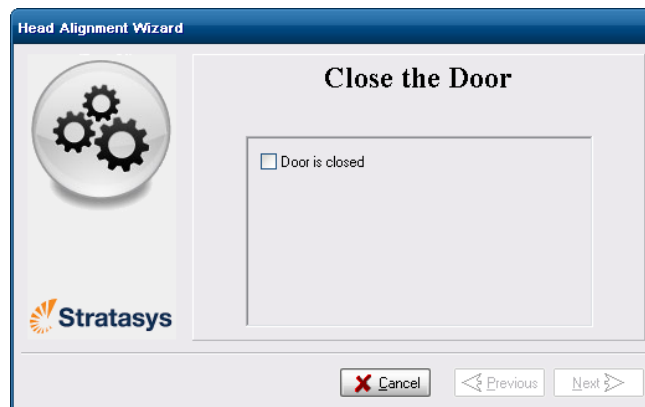 Head Alignment Wizard
Close the Door
Door is closed
Stratasys
Cancel
Previous
Next